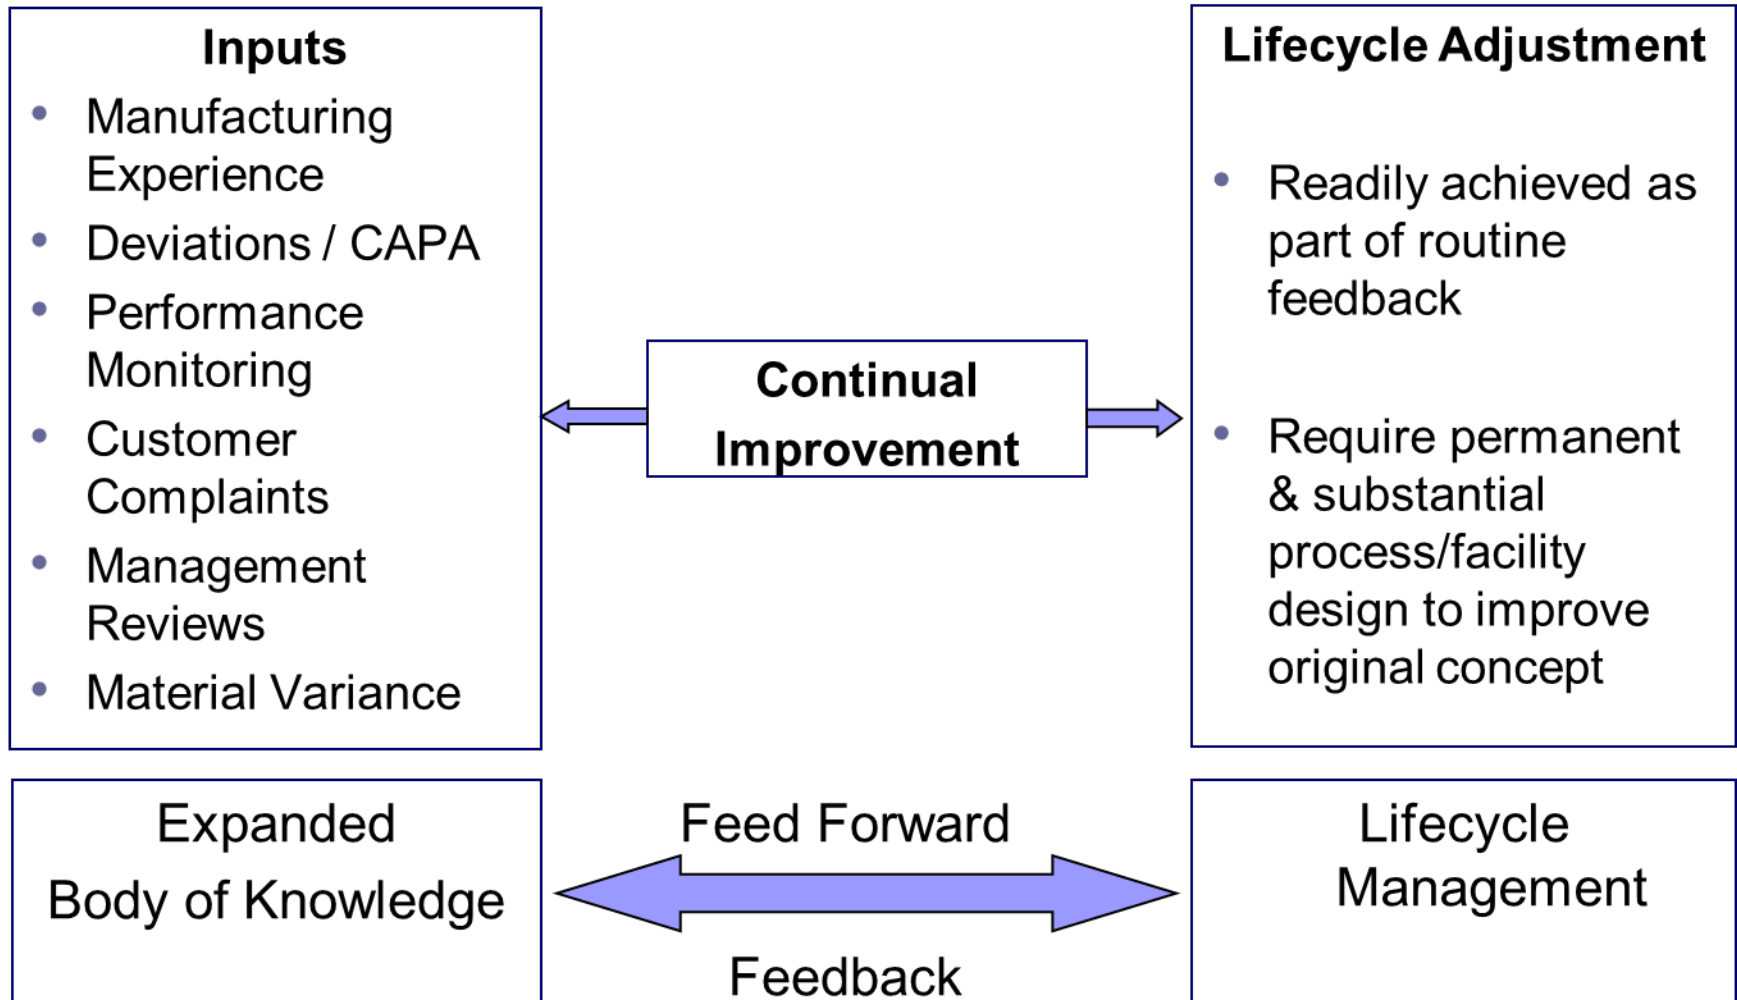 Inputs
• Manufacturing
Experience
• Deviations / CAPA
• Performance
Monitoring
• Customer
Complaints
• Management
Reviews
• Material Variance
Continual
Improvement
Lifecycle Adjustment
• Readily achieved as
part of routine
feedback
• Require permanent
& substantial
process/facility
design to improve
original concept
Expanded
Body of Knowledge
Feed Forward
Feedback
Lifecycle
Management